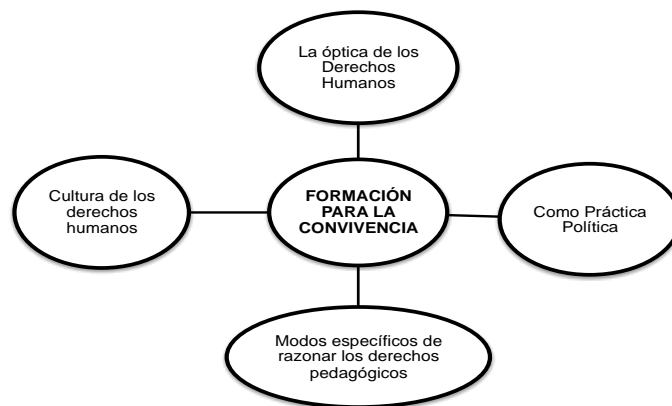 La óptica de los
Derechos
Humanos
Cultura de los
derechos
humanos
FORMACIÓN
PARA LA
CONVIVENCIA
Como Práctica
Política
Modos específicos de
razonar los derechos
pedagógicos